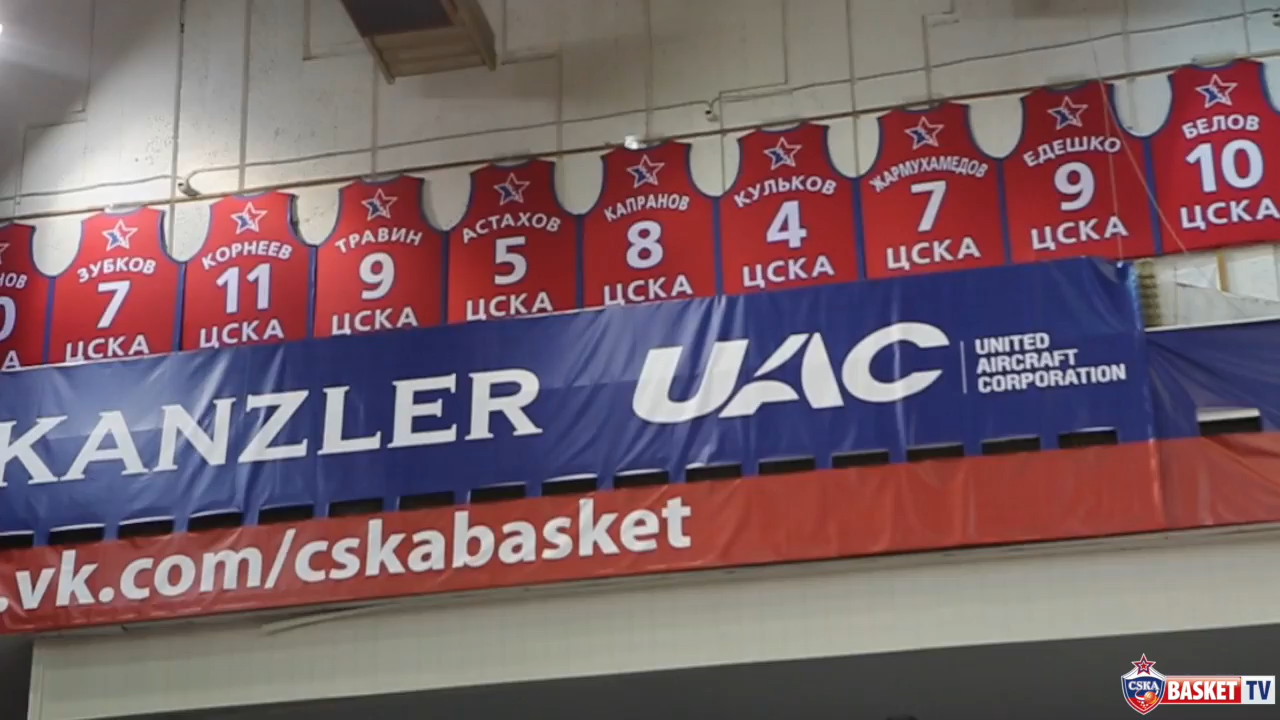 ЗУБКОВ
7
ЦСКА
КОРНЕЕВ
11
ЦСКА
ТРАВИН
9
ЦСКА
АСТАХОВ
5
ЦСКА
КАПРАНОВ
8
ЦСКА
КУЛЬКОВ
4
ЦСКА
ЖАРМУХАМЕДОВ
7
ЦСКА
ЕДЕШКО
9
ЦСКА
БЕЛОВ
10
ЦСКА
KANZLER
UAC
UNITED
AIRCRAFT
CORPORATION
.vk.com/cskabasket
CSKA
BASKET TV